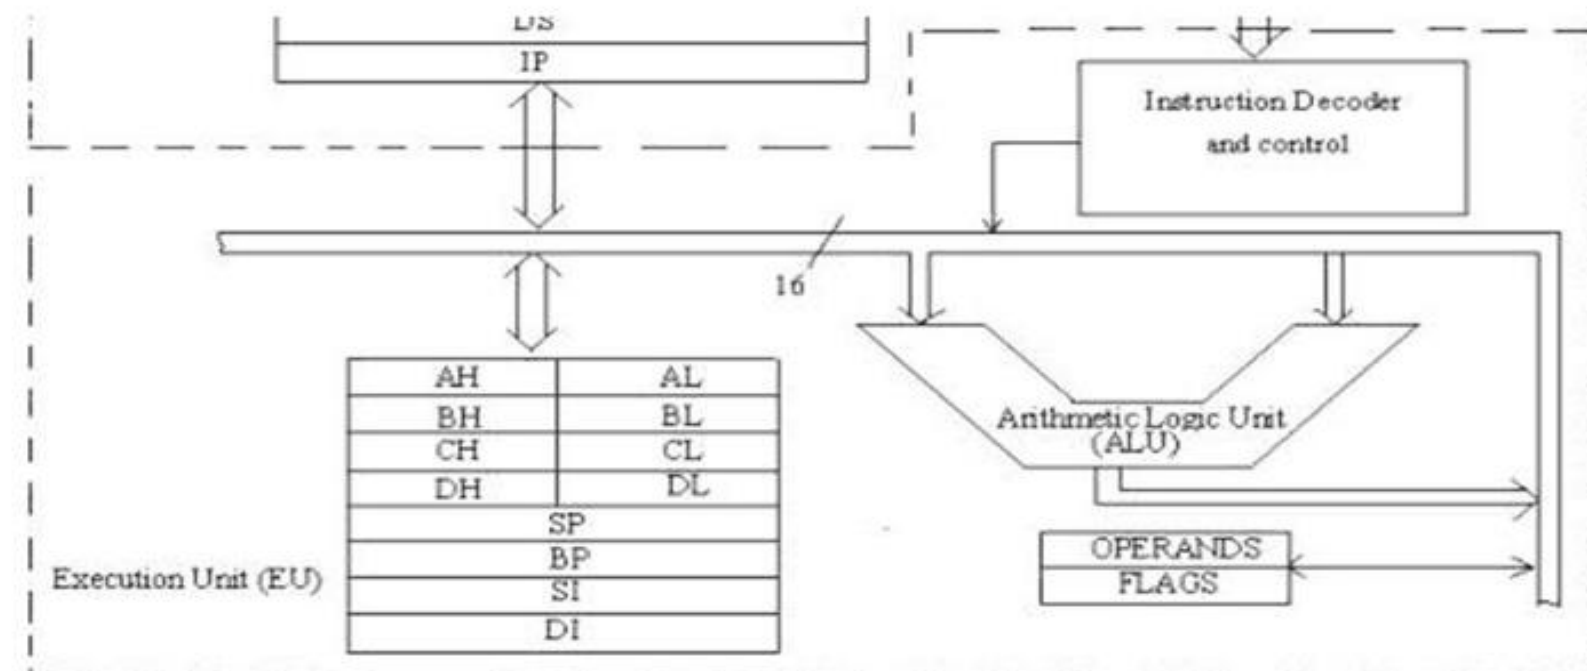 DS
IP
Instruction Decoder
and control
16
AH AL
BH BL
CH CL
DH DL
SP
BP
SI
DI
Execution Unit (EU)
Arithmetic Logic Unit
(ALU)
OPERANDS
FLAGS